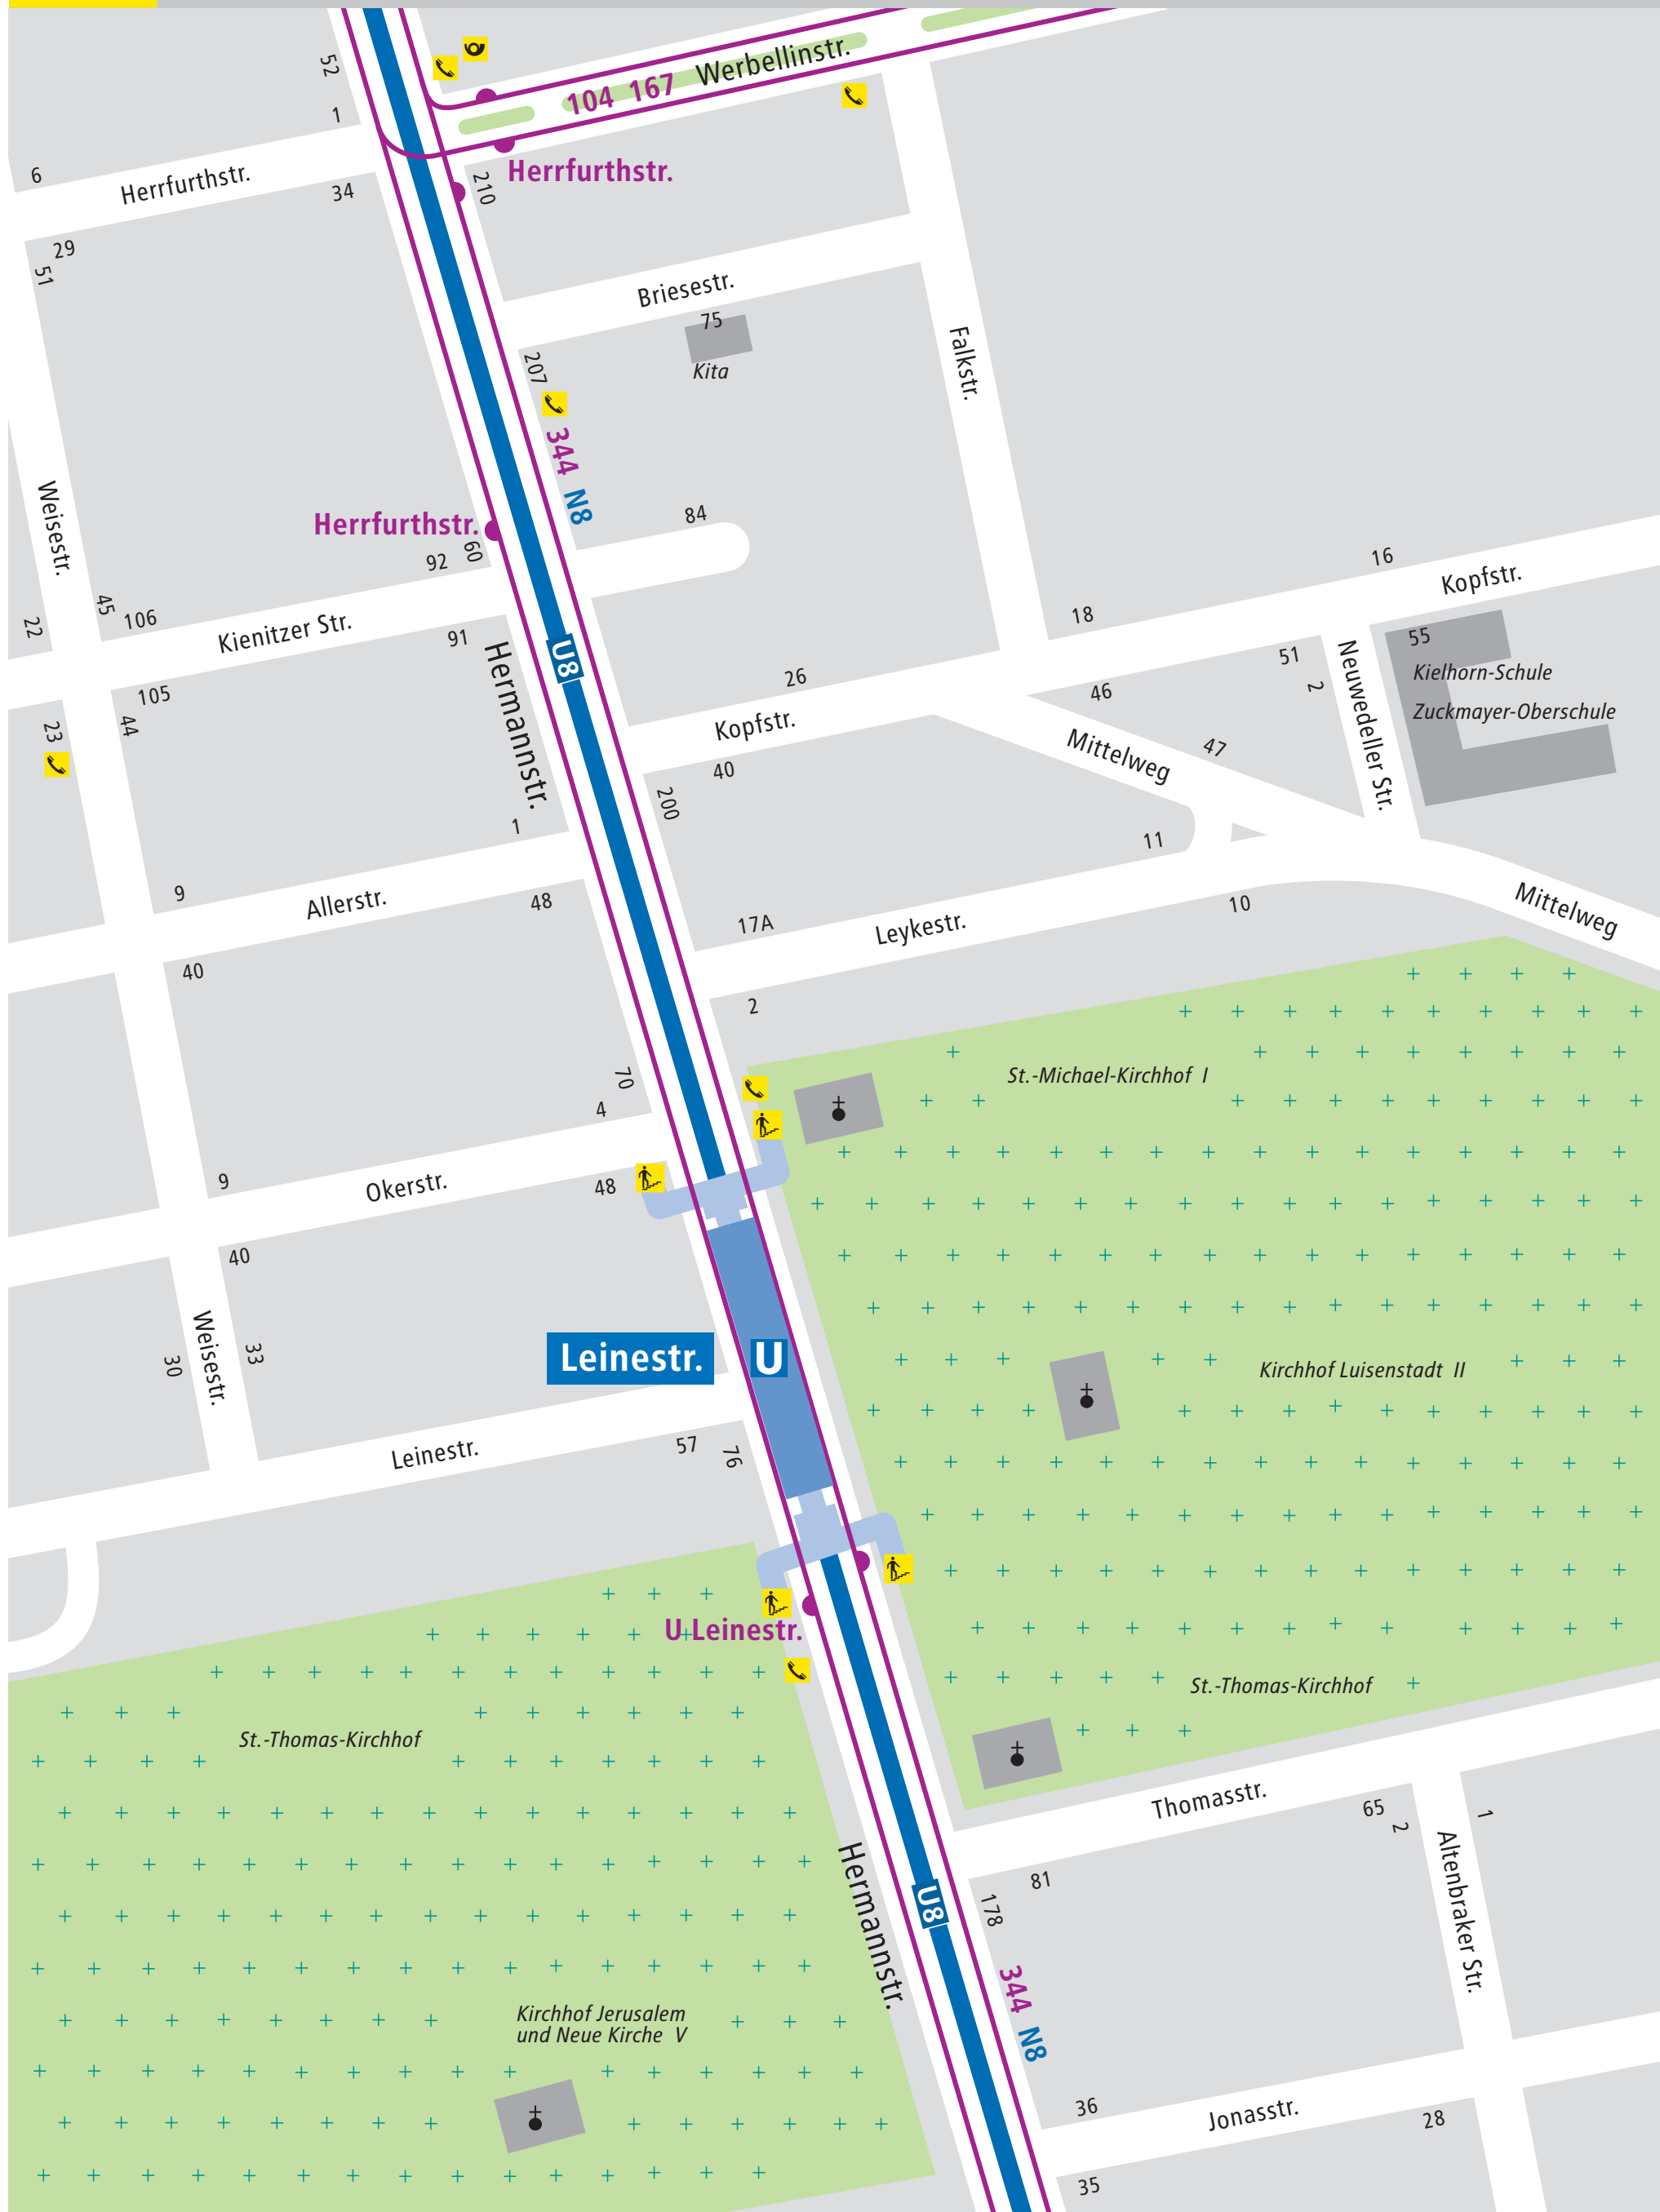 52
1
6
Herrfurthstr.
34
29
51
104 167 Werbellinstr.
Herrfurthstr.
210
Briesestr.
75
Kita
207
344 N8
Falkstr.
Weisestr.
Herrfurthstr.
84
92
60
22
45
106
Kienitzer Str.
91
105
23
44
Hermannstr.
U8
16
Kopfstr.
18
26
Kopfstr.
40
200
46
51
2
Neuwedeller Str.
55
Kielhorn-Schule
Zuckmayer-Oberschule
Mittelweg
47
11
1
9
Allerstr.
48
40
17A
Leykestr.
10
Mittelweg
2
70
4
St.-Michael-Kirchhof I
9
Okerstr.
48
40
Weisestr.
30
33
Leinestr.
U
Kirchhof Luisenstadt II
Leinestr.
57
76
U Leinestr.
St.-Thomas-Kirchhof
St.-Thomas-Kirchhof
Thomasstr.
65
2
1
Altenbraker Str.
81
178
Hermannstr.
U8
344 N8
Kirchhof Jerusalem
und Neue Kirche V
36
Jonasstr.
28
35